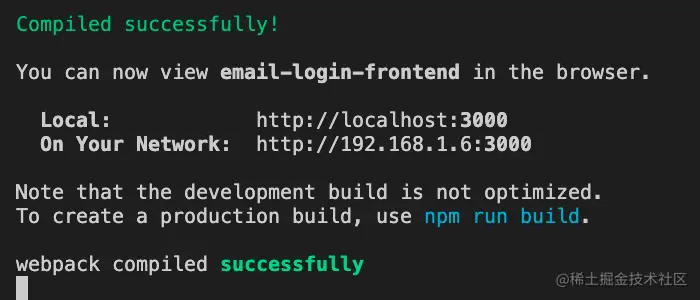 Compiled successfully!
You can now view email-login-frontend in the browser.
Local: http://localhost:3000
On Your Network: http://192.168.1.6:3000
Note that the development build is not optimized.
To create a production build, use npm run build.
webpack compiled successfully
@稀土掘金技术社区